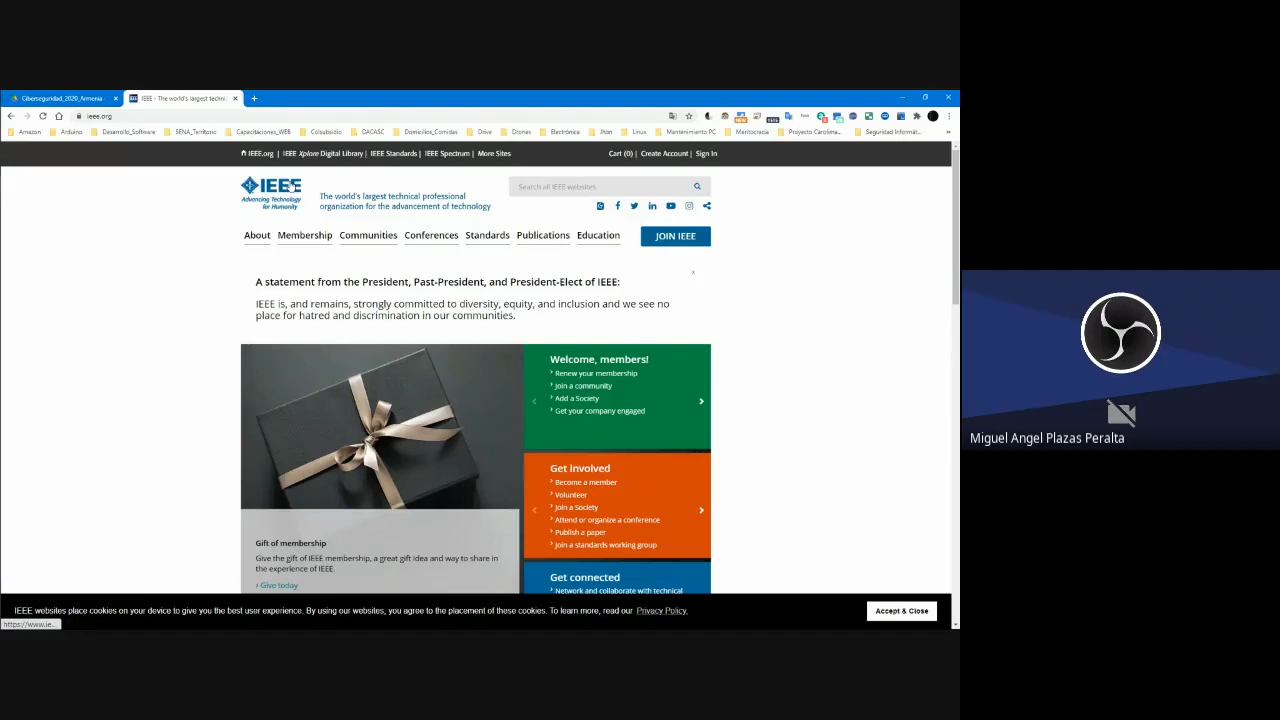 Ciberseguridad_2020_Armenia
IEEE - The world's largest techni
ieee.org
Amazon
Arduino
Desarrollo_Software
SENA_Territorio
Capacitaciones_WEB
Colsubsidio
DACASC
Domicilios_Comidas
Drive
Drones
Electrónica
Jhon
Linux
Mantenimiento PC
Meritocracia
Proyecto Carolima...
Seguridad Informát...
»
IEEE.org | IEEE Xplore Digital Library | IEEE Standards | IEEE Spectrum | More Sites
Cart (0) | Create Account | Sign In
IEEE
Advancing Technology
for Humanity
The world's largest technical professional
organization for the advancement of technology
Search all IEEE websites
About Membership Communities Conferences Standards Publications Education
JOIN IEEE
x
A statement from the President, Past-President, and President-Elect of IEEE:
IEEE is, and remains, strongly committed to diversity, equity, and inclusion and we see no
place for hatred and discrimination in our communities.
Welcome, members!
Renew your membership
Join a community
Add a Society
Get your company engaged
Get involved
Become a member
Volunteer
Join a Society
Attend or organize a conference
Publish a paper
Join a standards working group
Get connected
Network and collaborate with technical
Gift of membership
Give the gift of IEEE membership, a great gift idea and way to share in
the experience of IEEE.
› Give today
IEEE websites place cookies on your device to give you the best user experience. By using our websites, you agree to the placement of these cookies. To learn more, read our Privacy Policy.
Accept & Close
https://www.ie...
Miguel Angel Plazas Peralta